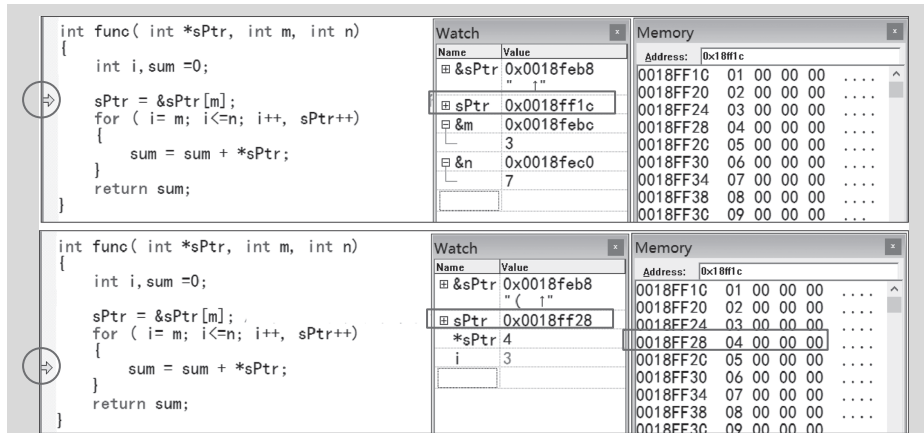 int func( int *sPtr, int m, int n)
{
int i,sum =0;
sPtr = &sPtr[m];
for ( i= m; i<=n; i++, sPtr++)
{
sum = sum + *sPtr;
}
return sum;
}
Watch
Name Value
&sPtr 0x0018feb8
" ↑"
sPtr 0x0018ff1c
&m 0x0018febc
3
&n 0x0018fec0
7
Memory
Address: 0x18ff1c
0018FF1C 01 00 00 00 ....
0018FF20 02 00 00 00 ....
0018FF24 03 00 00 00 ....
0018FF28 04 00 00 00 ....
0018FF2C 05 00 00 00 ....
0018FF30 06 00 00 00 ....
0018FF34 07 00 00 00 ....
0018FF38 08 00 00 00 ....
0018FF3C 09 00 00 00 ...
int func( int *sPtr, int m, int n)
{
int i,sum =0;
sPtr = &sPtr[m];
for ( i= m; i<=n; i++, sPtr++)
{
sum = sum + *sPtr;
}
return sum;
}
Watch
Name Value
&sPtr 0x0018feb8
"( ↑"
sPtr 0x0018ff28
*sPtr 4
i 3
Memory
Address: 0x18ff1c
0018FF1C 01 00 00 00 ....
0018FF20 02 00 00 00 ....
0018FF24 03 00 00 00 ....
0018FF28 04 00 00 00 ....
0018FF2C 05 00 00 00 ....
0018FF30 06 00 00 00 ....
0018FF34 07 00 00 00 ....
0018FF38 08 00 00 00 ....
0018FF3C 09 00 00 00 ....